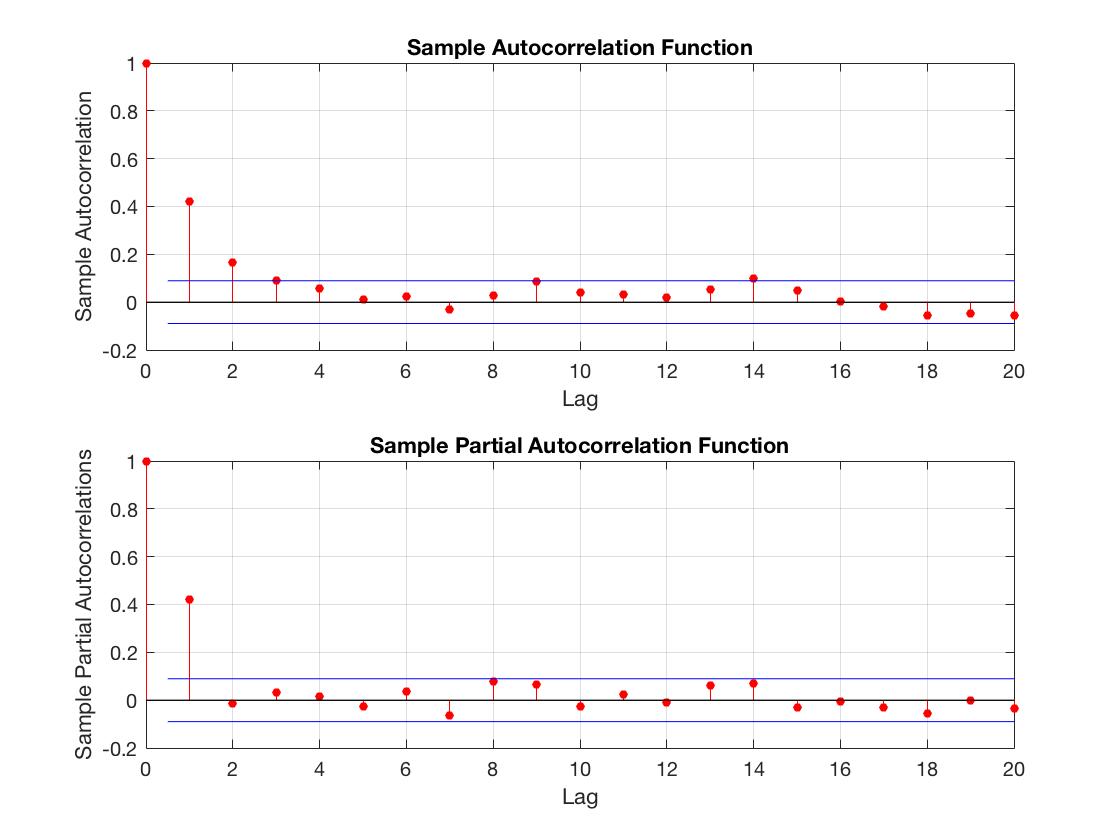 Sample Autocorrelation Function
Sample Autocorrelation
1
0.8
0.6
0.4
0.2
0
-0.2
0 2 4 6 8 10 12 14 16 18 20
Lag
Sample Partial Autocorrelation Function
Sample Partial Autocorrelations
1
0.8
0.6
0.4
0.2
0
-0.2
0 2 4 6 8 10 12 14 16 18 20
Lag